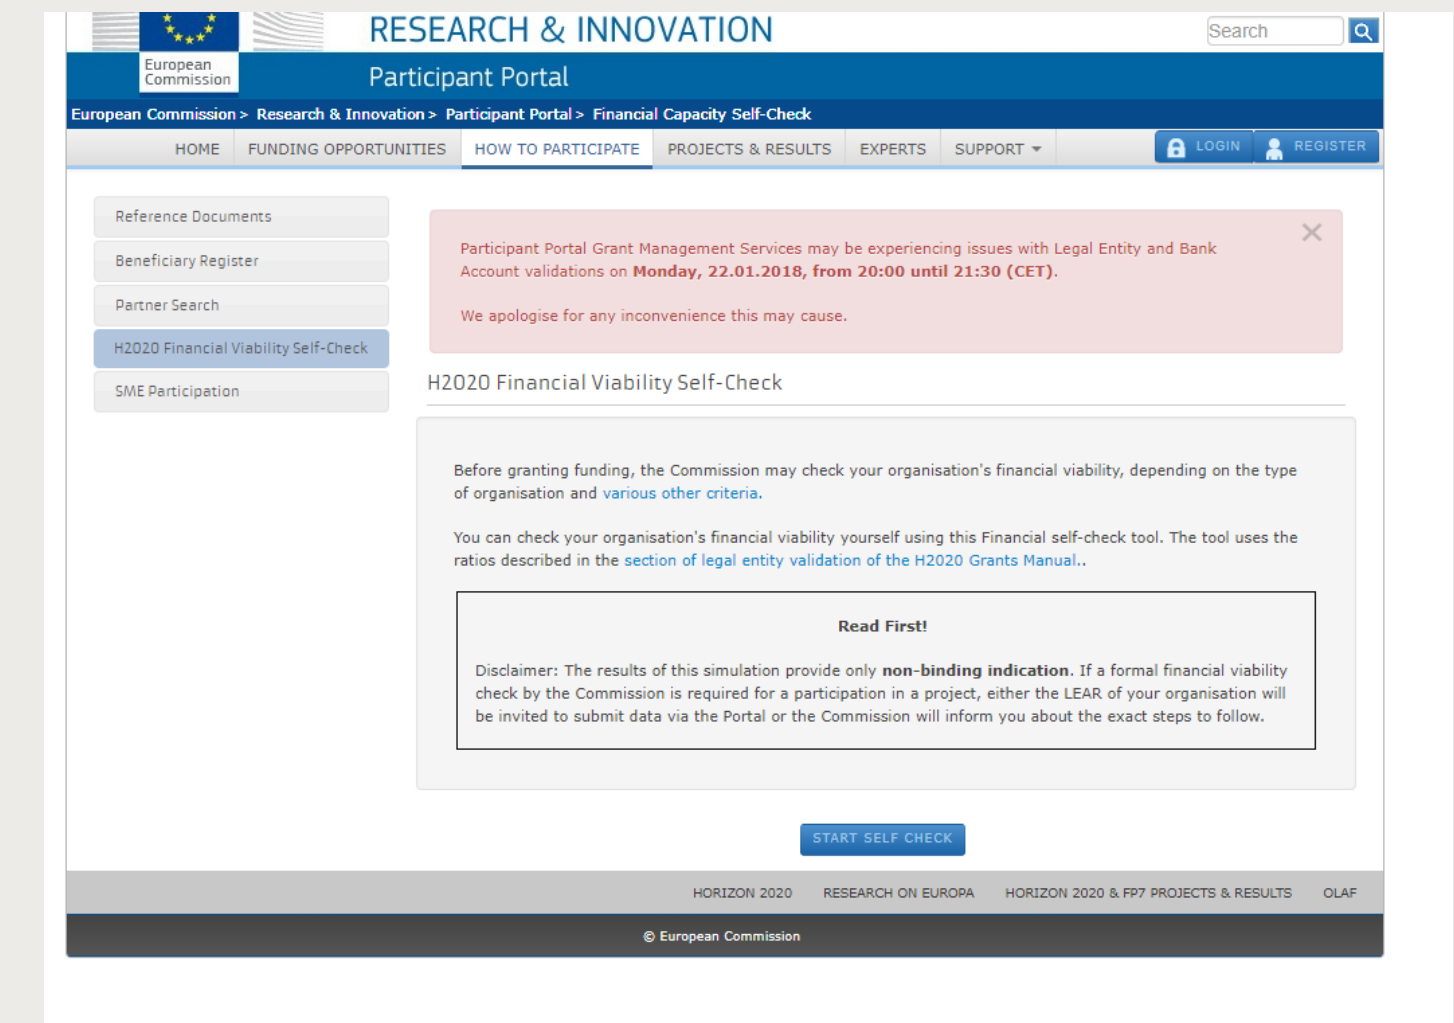 RESEARCH & INNOVATION
Search
European
Commission
Participant Portal
European Commission > Research & Innovation > Participant Portal > Financial Capacity Self-Check
HOME FUNDING OPPORTUNITIES HOW TO PARTICIPATE PROJECTS & RESULTS EXPERTS SUPPORT LOGIN REGISTER
Reference Documents
Beneficiary Register
Partner Search
H2020 Financial Viability Self-Check
SME Participation
Participant Portal Grant Management Services may be experiencing issues with Legal Entity and Bank
Account validations on Monday, 22.01.2018, from 20:00 until 21:30 (CET).
We apologise for any inconvenience this may cause.
H2020 Financial Viability Self-Check
Before granting funding, the Commission may check your organisation's financial viability, depending on the type
of organisation and various other criteria.
You can check your organisation's financial viability yourself using this Financial self-check tool. The tool uses the
ratios described in the section of legal entity validation of the H2020 Grants Manual..
Read First!
Disclaimer: The results of this simulation provide only non-binding indication. If a formal financial viability
check by the Commission is required for a participation in a project, either the LEAR of your organisation will
be invited to submit data via the Portal or the Commission will inform you about the exact steps to follow.
START SELF CHECK
HORIZON 2020 RESEARCH ON EUROPA HORIZON 2020 & FP7 PROJECTS & RESULTS OLAF
© European Commission